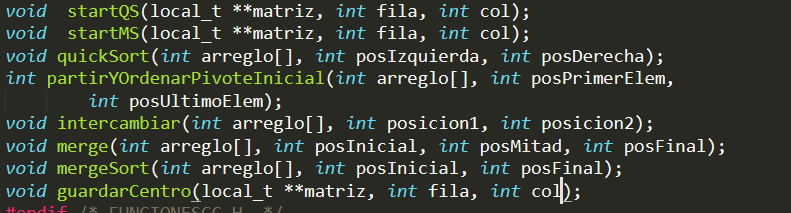 void  startQS(local_t **matriz, int fila, int col);
void  startMS(local_t **matriz, int fila, int col);
void quickSort(int arreglo[], int posIzquierda, int posDerecha);
int partirYOrdenarPivoteInicial(int arreglo[], int posPrimerElem,
        int posUltimoElem);
void intercambiar(int arreglo[], int posicion1, int posicion2);
void merge(int arreglo[], int posInicial, int posMitad, int posFinal);
void mergeSort(int arreglo[], int posInicial, int posFinal);
void guardarCentro(local_t **matriz, int fila, int col);
#endif /* FUNCIONESCC_H_ */